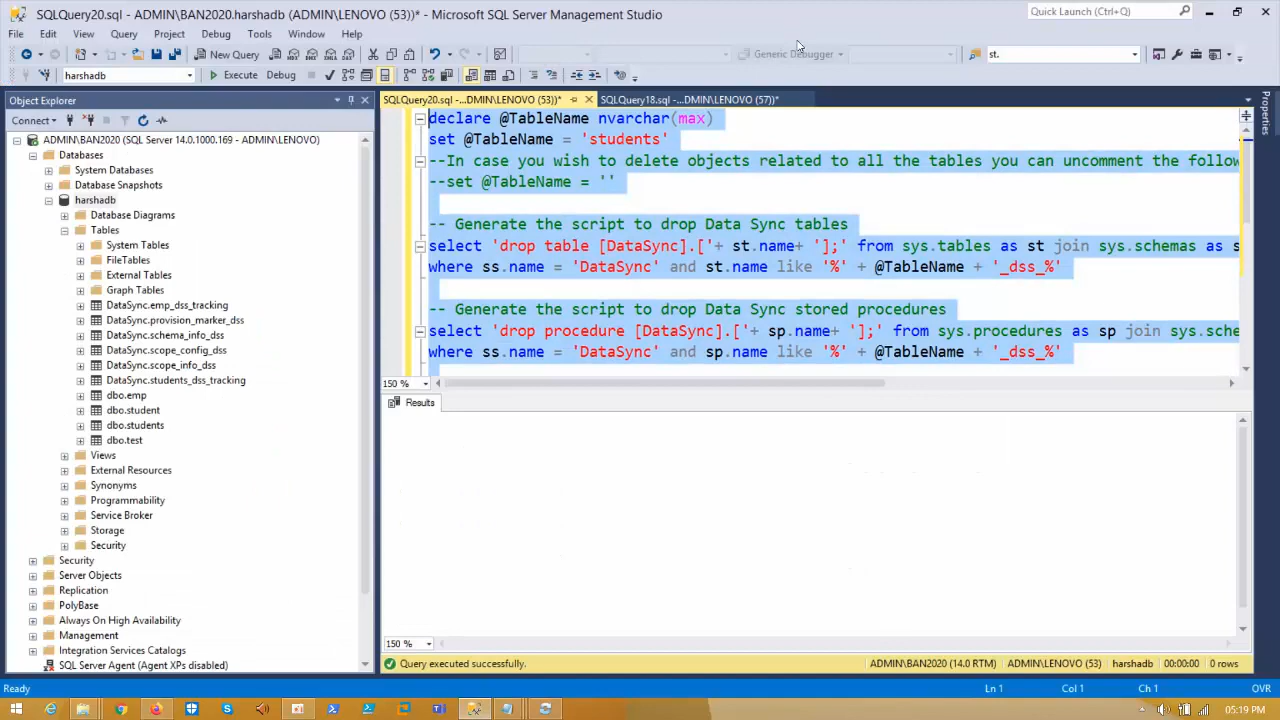 SQLQuery20.sql - ADMIN\BAN2020.harshadb (ADMIN\LENOVO (53))* - Microsoft SQL Server Management Studio
Quick Launch (Ctrl+Q)
File Edit View Query Project Debug Tools Window Help
New Query
Generic Debugger
st.
harshadb
Execute Debug
Object Explorer
SQLQuery20.sql -...DMIN\LENOVO (53))*
SQLQuery18.sql -...DMIN\LENOVO (57))*
Properties
Connect
ADMIN\BAN2020 (SQL Server 14.0.1000.169 - ADMIN\LENOVO)
Databases
System Databases
Database Snapshots
harshadb
Database Diagrams
Tables
System Tables
FileTables
External Tables
Graph Tables
DataSync.emp_dss_tracking
DataSync.provision_marker_dss
DataSync.schema_info_dss
DataSync.scope_config_dss
DataSync.scope_info_dss
DataSync.students_dss_tracking
dbo.emp
dbo.student
dbo.students
dbo.test
Views
External Resources
Synonyms
Programmability
Service Broker
Storage
Security
Security
Server Objects
Replication
PolyBase
Always On High Availability
Management
Integration Services Catalogs
SQL Server Agent (Agent XPs disabled)
declare @TableName nvarchar(max)
set @TableName = 'students'
--In case you wish to delete objects related to all the tables you can uncomment the follow
--set @TableName = ''
-- Generate the script to drop Data Sync tables
select 'drop table [DataSync].['+ st.name+ '];' from sys.tables as st join sys.schemas as s
where ss.name = 'DataSync' and st.name like '%' + @TableName + '_dss_%'
-- Generate the script to drop Data Sync stored procedures
select 'drop procedure [DataSync].['+ sp.name+ '];' from sys.procedures as sp join sys.sche
where ss.name = 'DataSync' and sp.name like '%' + @TableName + '_dss_%'
150 %
Results
150 %
Query executed successfully.
ADMIN\BAN2020 (14.0 RTM) ADMIN\LENOVO (53) harshadb 00:00:00 0 rows
Ready
Ln 1 Col 1 Ch 1 OVR
05:19 PM